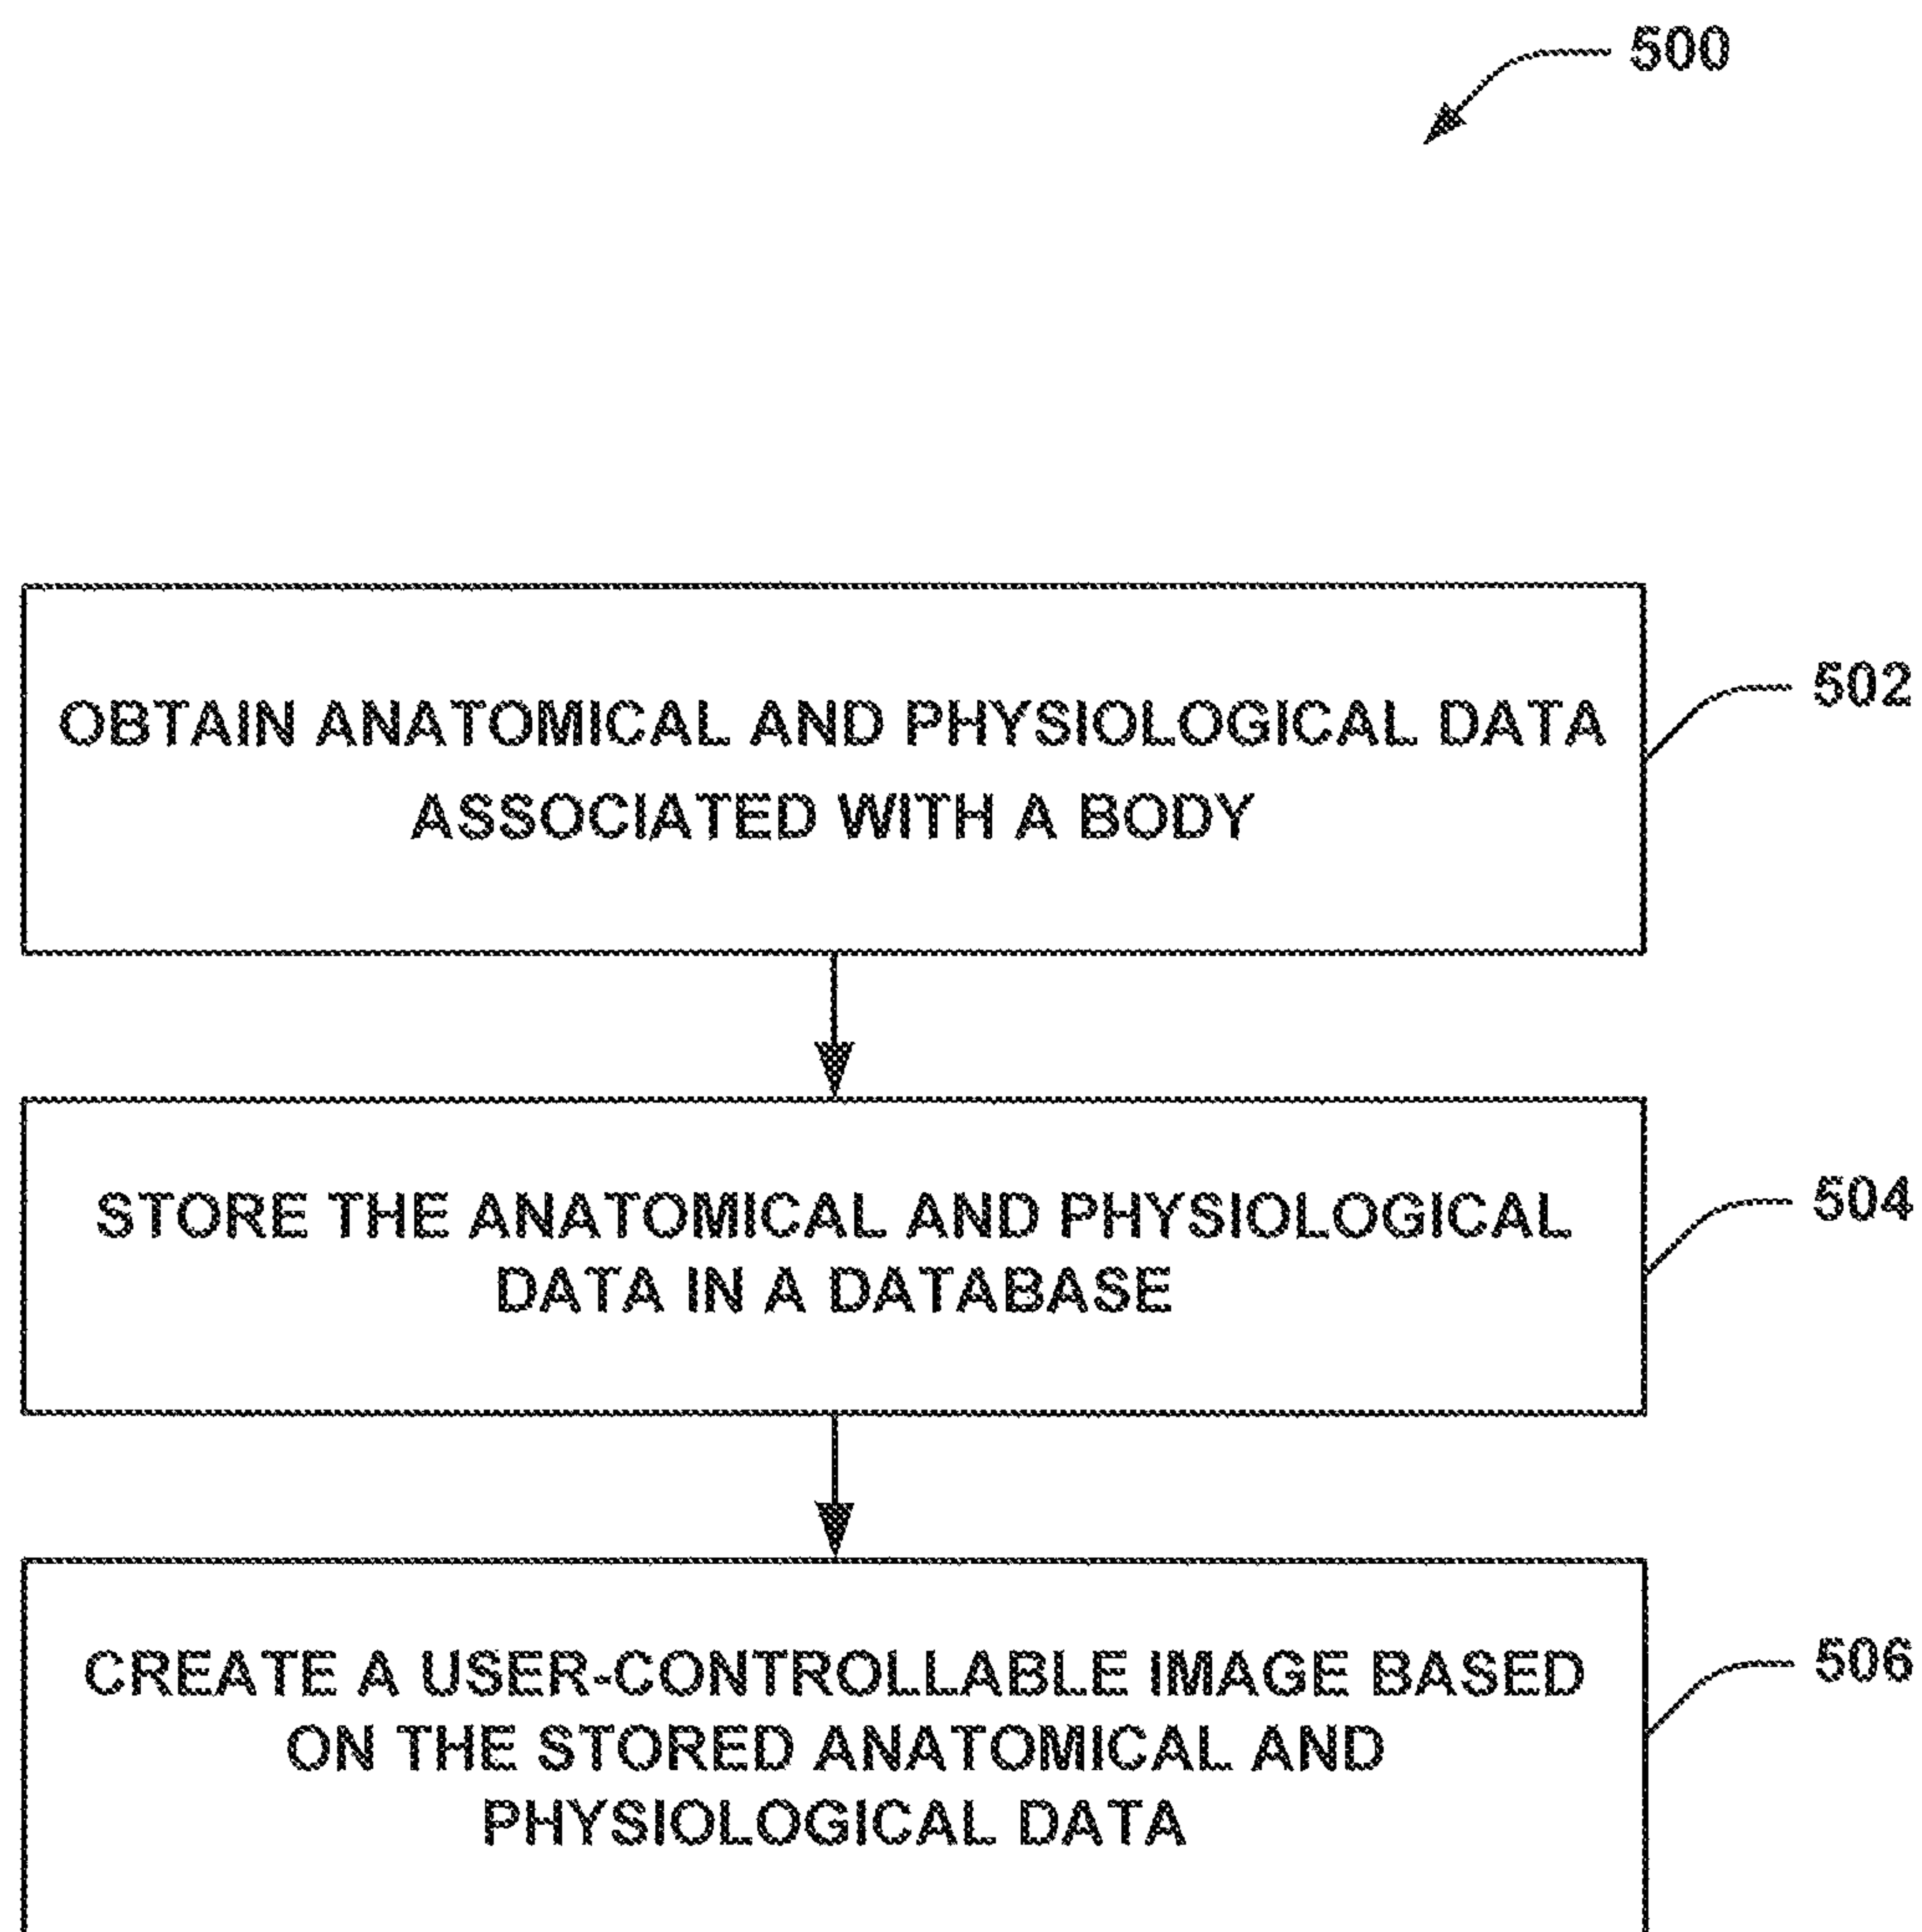 500
OBTAIN ANATOMICAL AND PHYSIOLOGICAL DATA
ASSOCIATED WITH A BODY
502
STORE THE ANATOMICAL AND PHYSIOLOGICAL
DATA IN A DATABASE
504
CREATE A USER-CONTROLLABLE IMAGE BASED
ON THE STORED ANATOMICAL AND
PHYSIOLOGICAL DATA
506